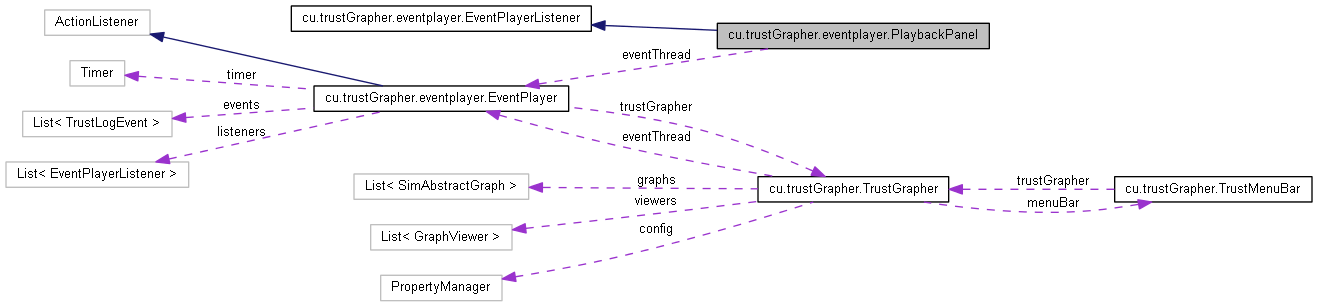 cu.trustGrapher.eventplayer.EventPlayerListener
ActionListener
cu.trustGrapher.eventplayer.PlaybackPanel
eventThread
Timer
timer
cu.trustGrapher.eventplayer.EventPlayer
events
trustGrapher
List< TrustLogEvent >
listeners
eventThread
List< EventPlayerListener >
graphs
trustGrapher
List< SimAbstractGraph >
cu.trustGrapher.TrustGrapher
cu.trustGrapher.TrustMenuBar
viewers
menuBar
config
List< GraphViewer >
PropertyManager